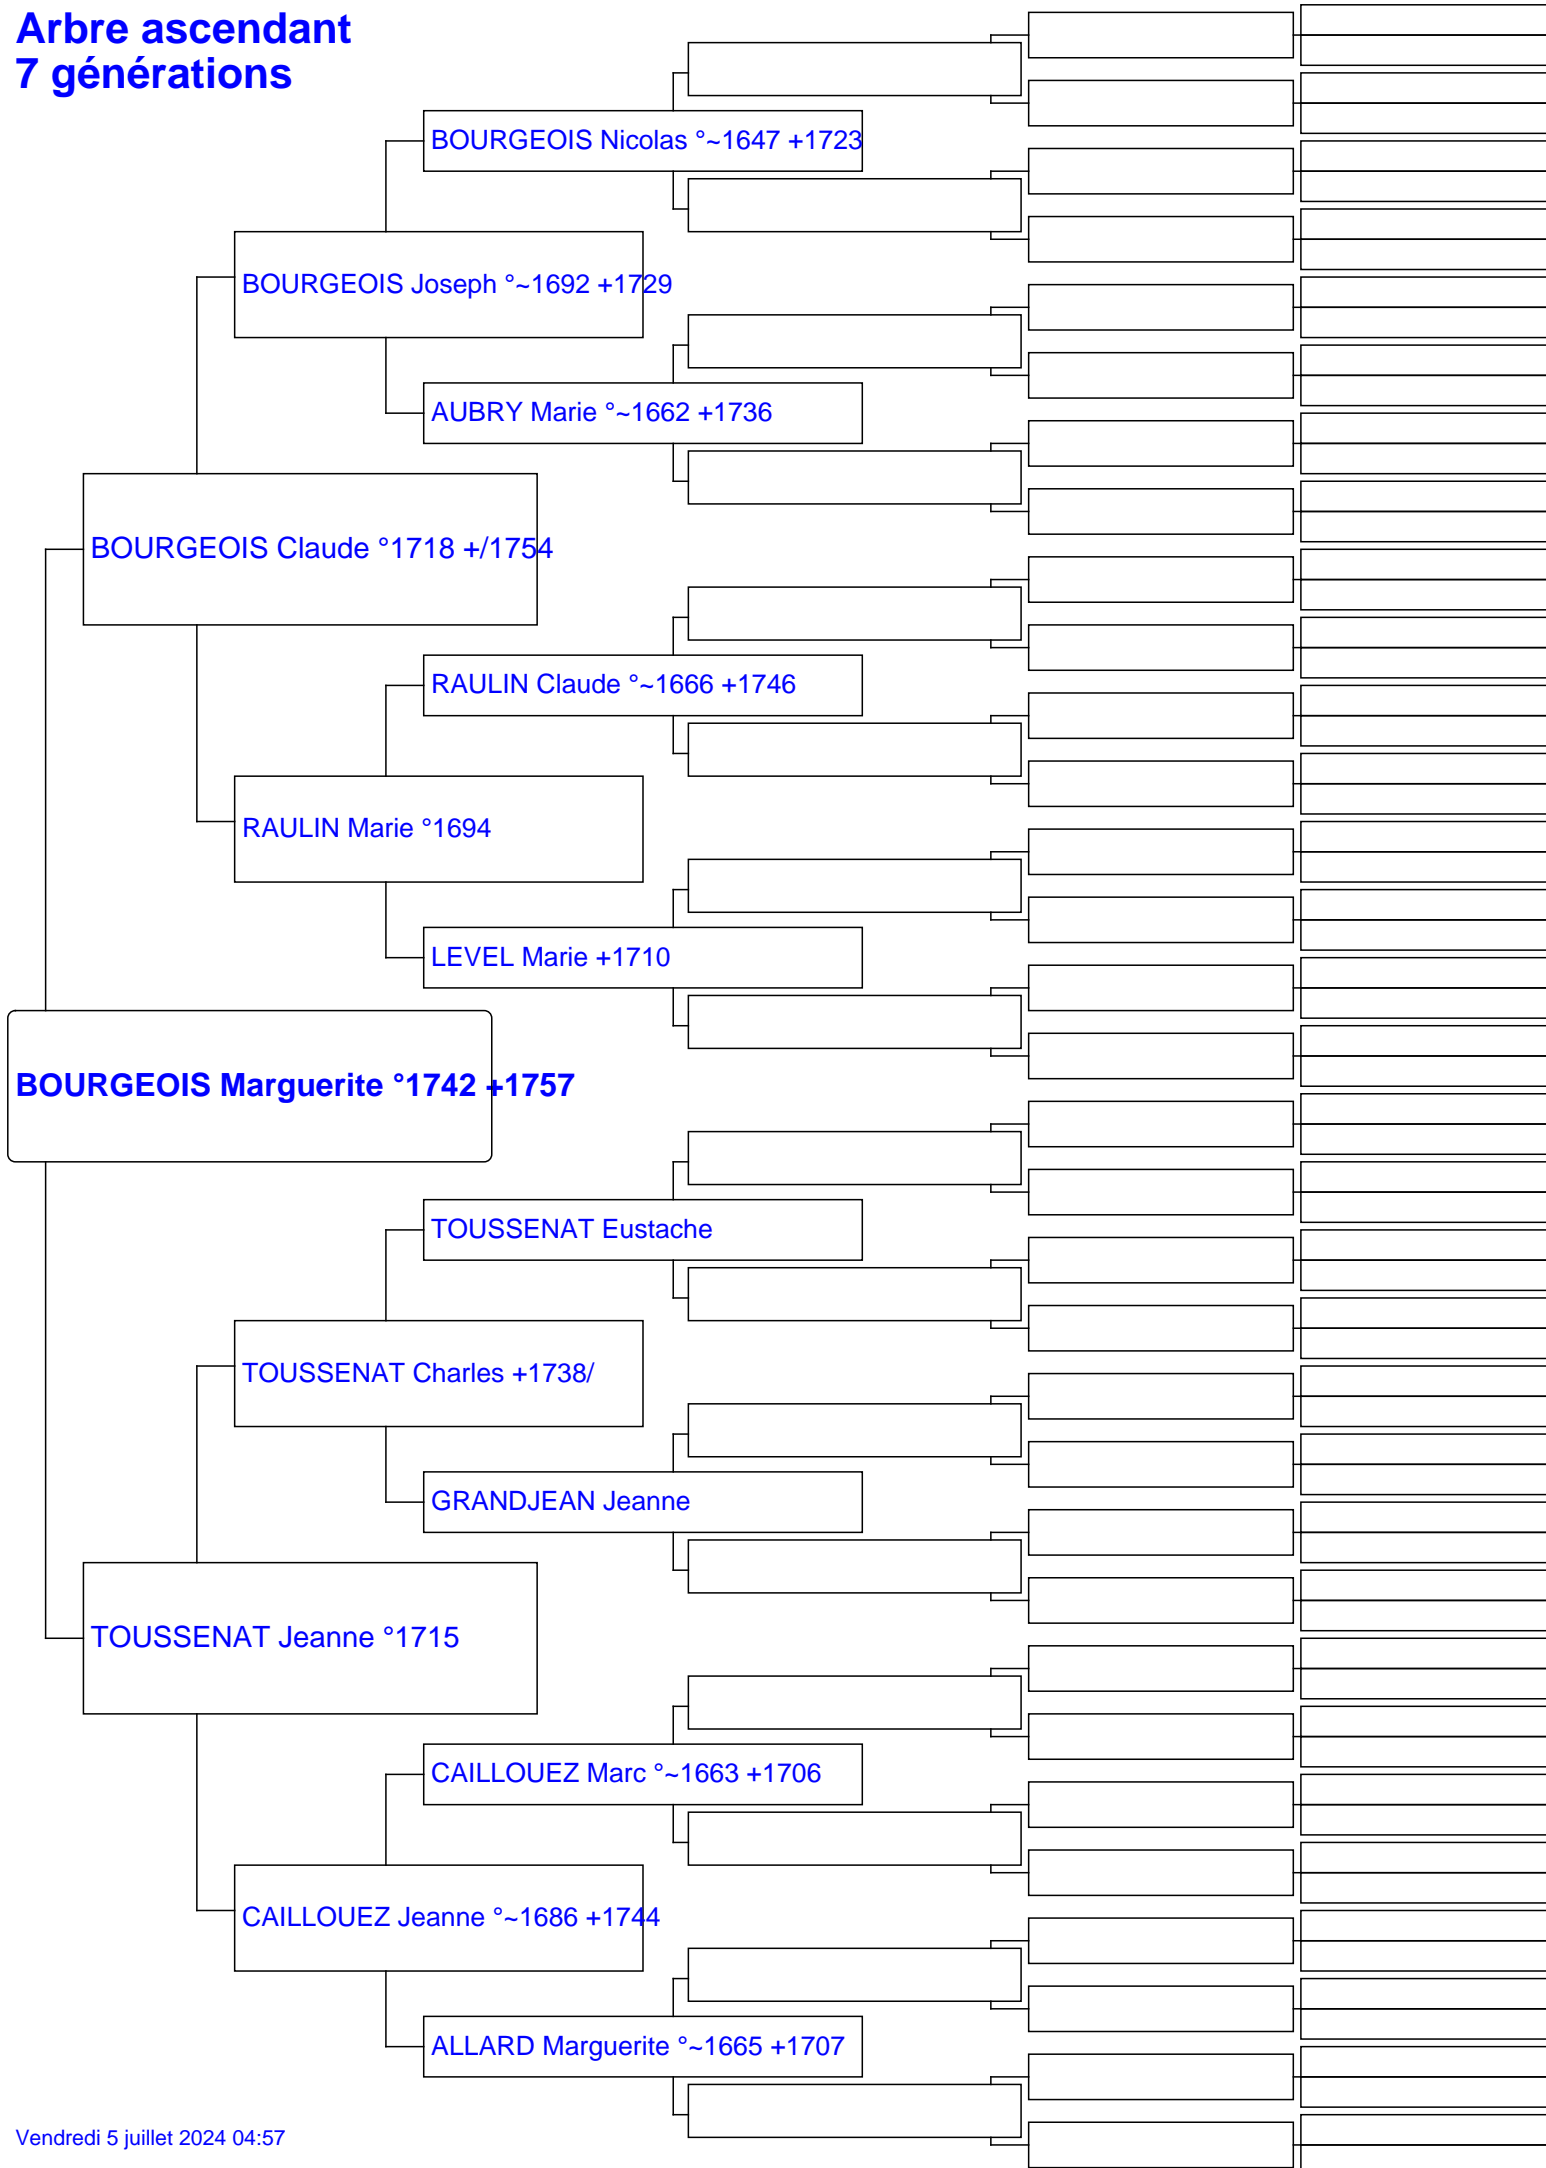 Arbre ascendant
7 générations
BOURGEOIS Nicolas °~1647 +1723
BOURGEOIS Joseph °~1692 +1729
AUBRY Marie °~1662 +1736
BOURGEOIS Claude °1718 +/1754
RAULIN Claude °~1666 +1746
RAULIN Marie °1694
LEVEL Marie +1710
BOURGEOIS Marguerite °1742 +1757
TOUSSENAT Eustache
TOUSSENAT Charles +1738/
GRANDJEAN Jeanne
TOUSSENAT Jeanne °1715
CAILLOUEZ Marc °~1663 +1706
CAILLOUEZ Jeanne °~1686 +1744
ALLARD Marguerite °~1665 +1707
Vendredi 5 juillet 2024 04:57